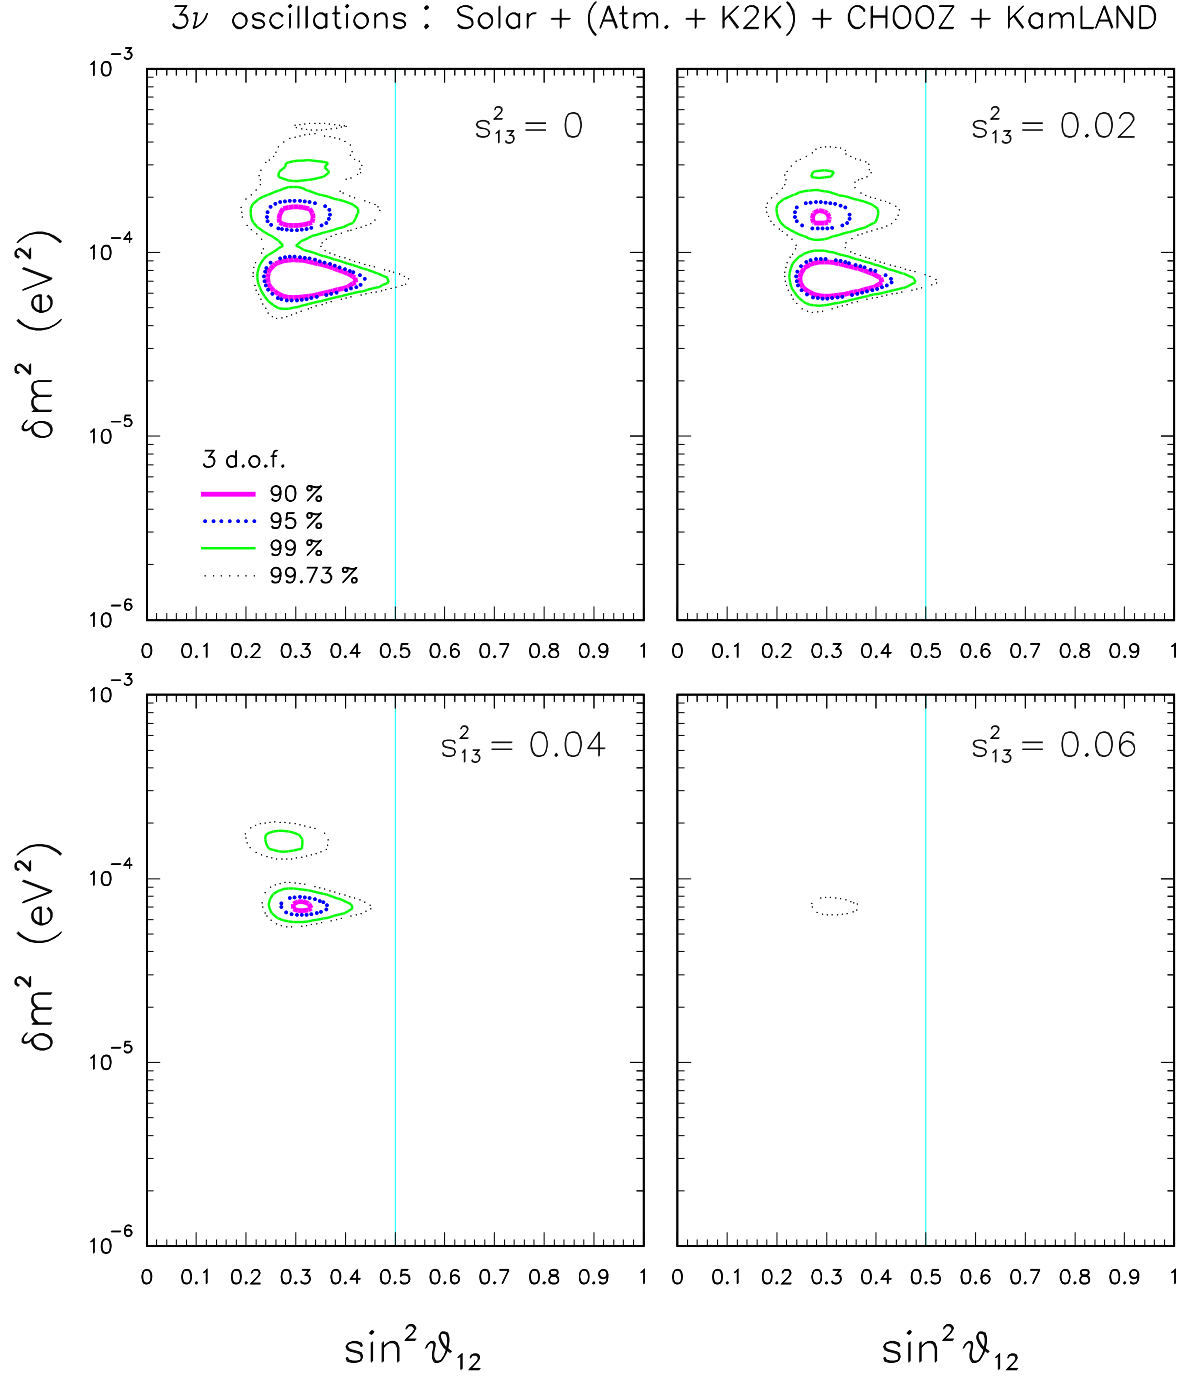 3ν oscillations : Solar + (Atm. + K2K) + CHOOZ + KamLAND
δm² (eV²)
10⁻³
10⁻⁴
10⁻⁵
10⁻⁶
s²₁₃ = 0
3 d.o.f.
90 %
95 %
99 %
99.73 %
0 0.1 0.2 0.3 0.4 0.5 0.6 0.7 0.8 0.9 1
s²₁₃ = 0.02
0 0.1 0.2 0.3 0.4 0.5 0.6 0.7 0.8 0.9 1
δm² (eV²)
10⁻³
10⁻⁴
10⁻⁵
10⁻⁶
s²₁₃ = 0.04
0 0.1 0.2 0.3 0.4 0.5 0.6 0.7 0.8 0.9 1
sin² ϑ₁₂
s²₁₃ = 0.06
0 0.1 0.2 0.3 0.4 0.5 0.6 0.7 0.8 0.9 1
sin² ϑ₁₂